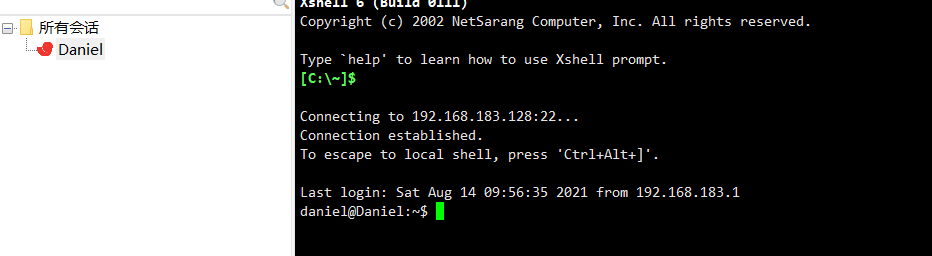 所有会话
Daniel
Xshell 6 (Build 0111)
Copyright (c) 2002 NetSarang Computer, Inc. All rights reserved.
Type `help' to learn how to use Xshell prompt.
[C:\~]$
Connecting to 192.168.183.128:22...
Connection established.
To escape to local shell, press 'Ctrl+Alt+]'.
Last login: Sat Aug 14 09:56:35 2021 from 192.168.183.1
daniel@Daniel:~$